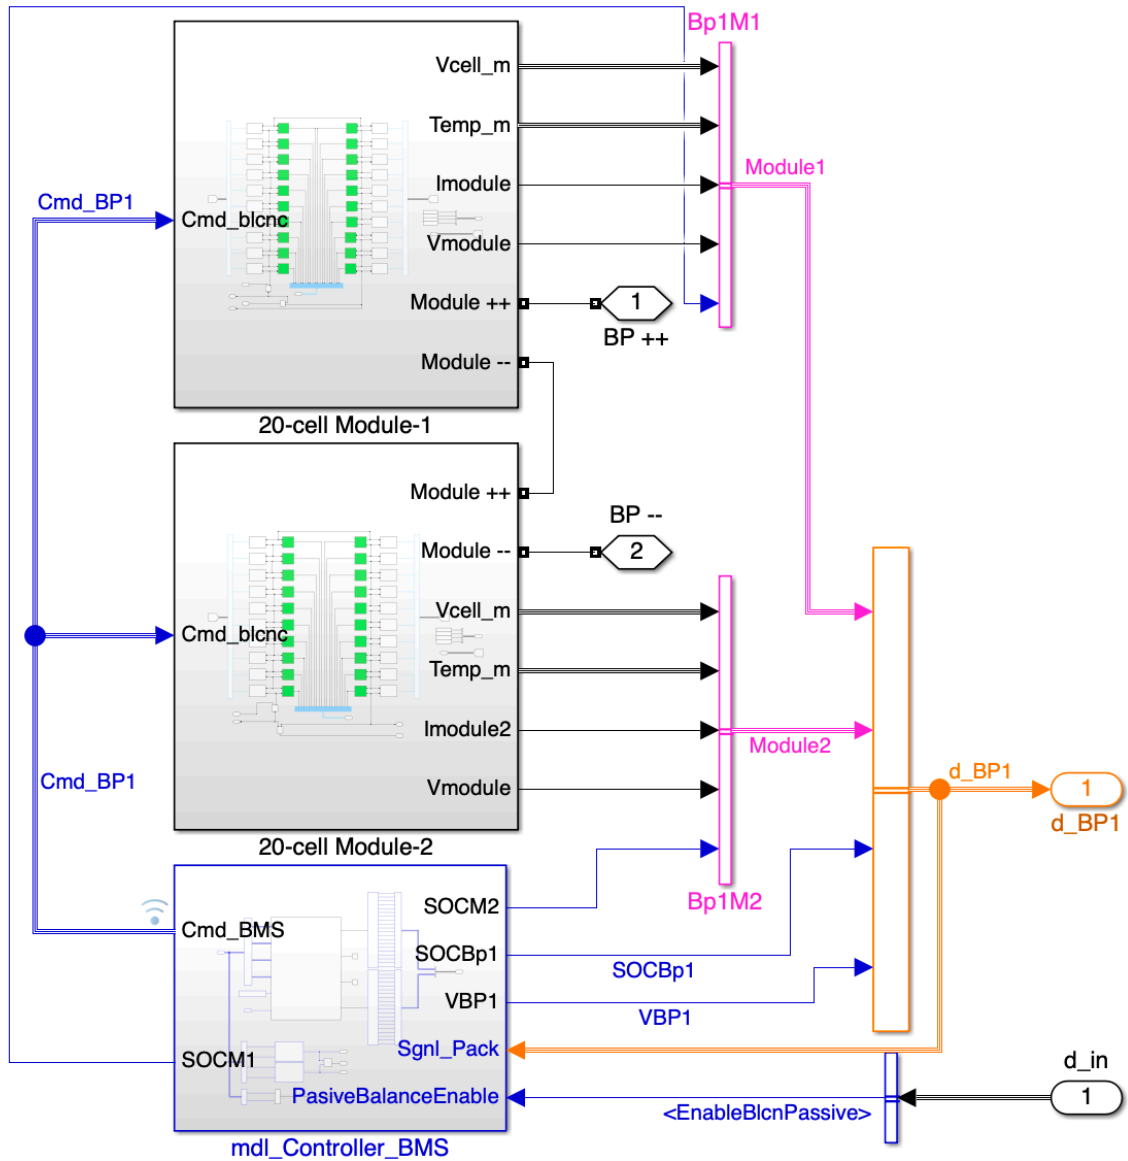 Bp1M1
Vcell_m
Temp_m
Module1
Imodule
Cmd_BP1
Cmd_blcnc
Vmodule
Module ++
1
BP ++
Module --
20-cell Module-1
Module ++
BP --
Module --
2
Vcell_m
Cmd_blcnc
Temp_m
Imodule2
Module2
Cmd_BP1
d_BP1
Vmodule
1
d_BP1
20-cell Module-2
Bp1M2
SOCM2
Cmd_BMS
SOCBp1
SOCBp1
VBP1
VBP1
Sgnl_Pack
SOCM1
d_in
PasiveBalanceEnable
1
<EnableBlcnPassive>
mdl_Controller_BMS